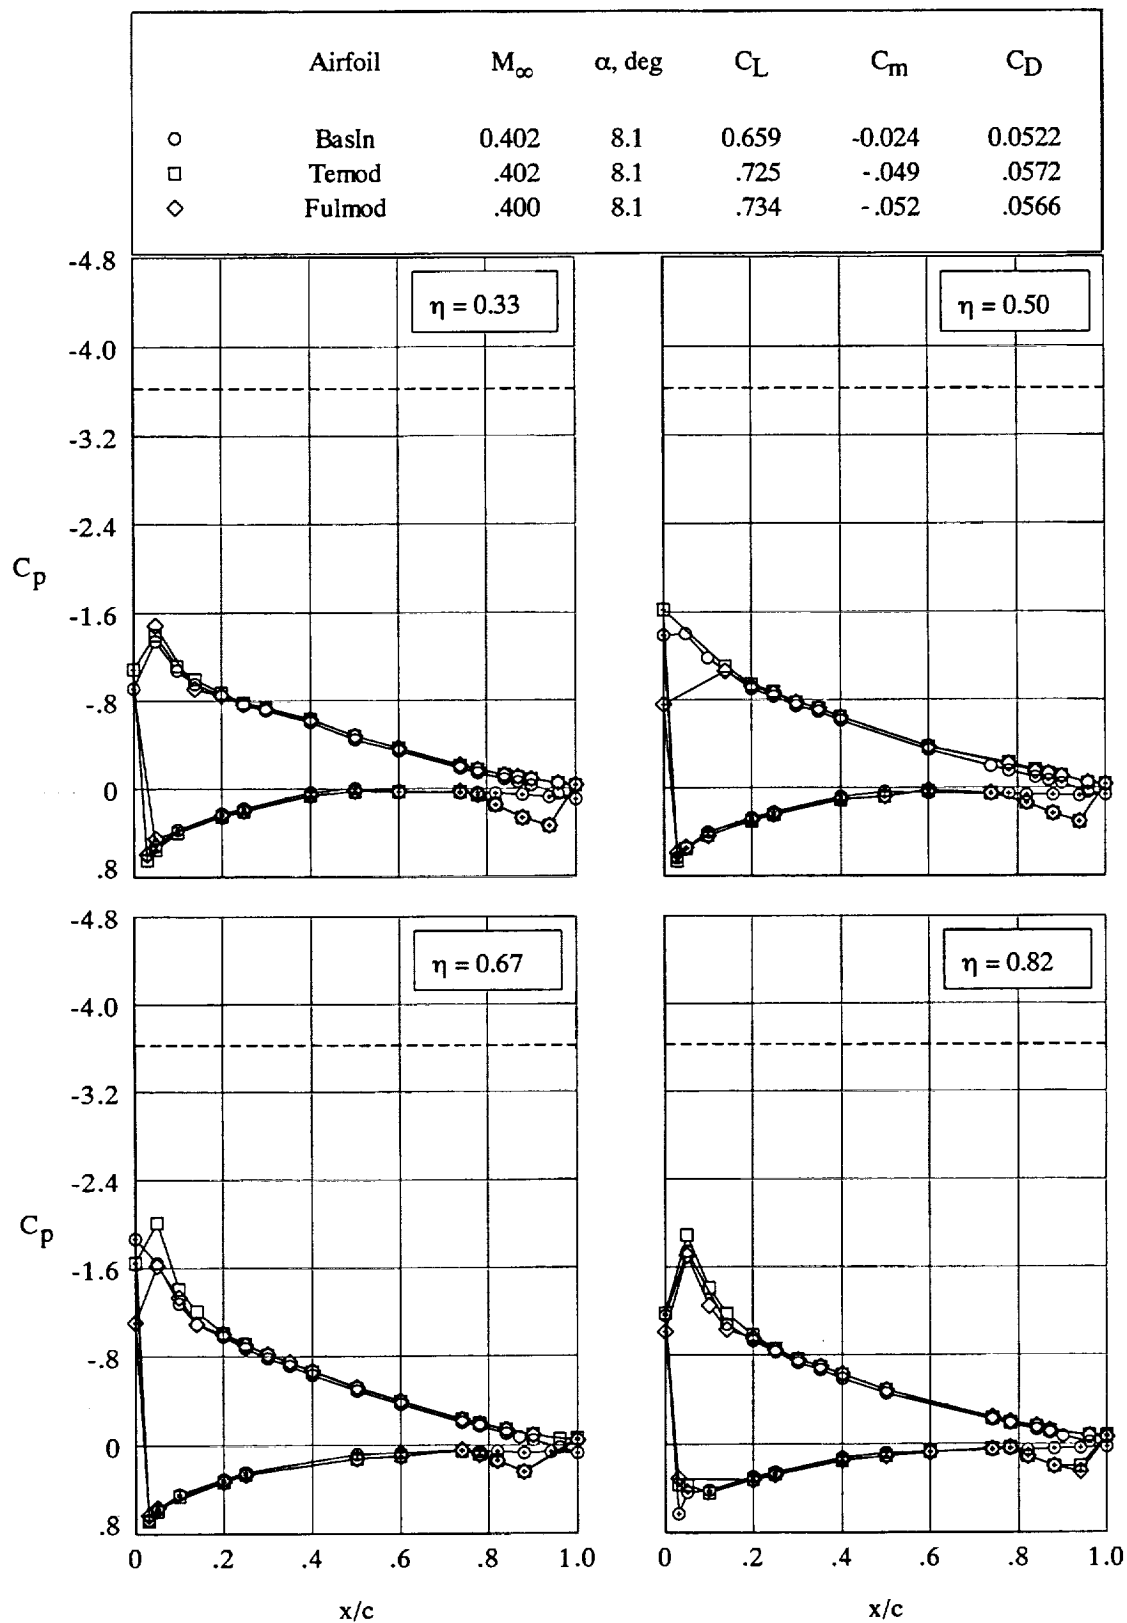 Airfoil M∞ α, deg CL Cm CD
Basln 0.402 8.1 0.659 -0.024 0.0522
Temod .402 8.1 .725 -.049 .0572
Fulmod .400 8.1 .734 -.052 .0566
-4.8
-4.0
-3.2
-2.4
-1.6
-.8
0
.8
Cp
η = 0.33
η = 0.50
-4.8
-4.0
-3.2
-2.4
-1.6
-.8
0
.8
Cp
η = 0.67
η = 0.82
0 .2 .4 .6 .8 1.0
0 .2 .4 .6 .8 1.0
x/c
x/c